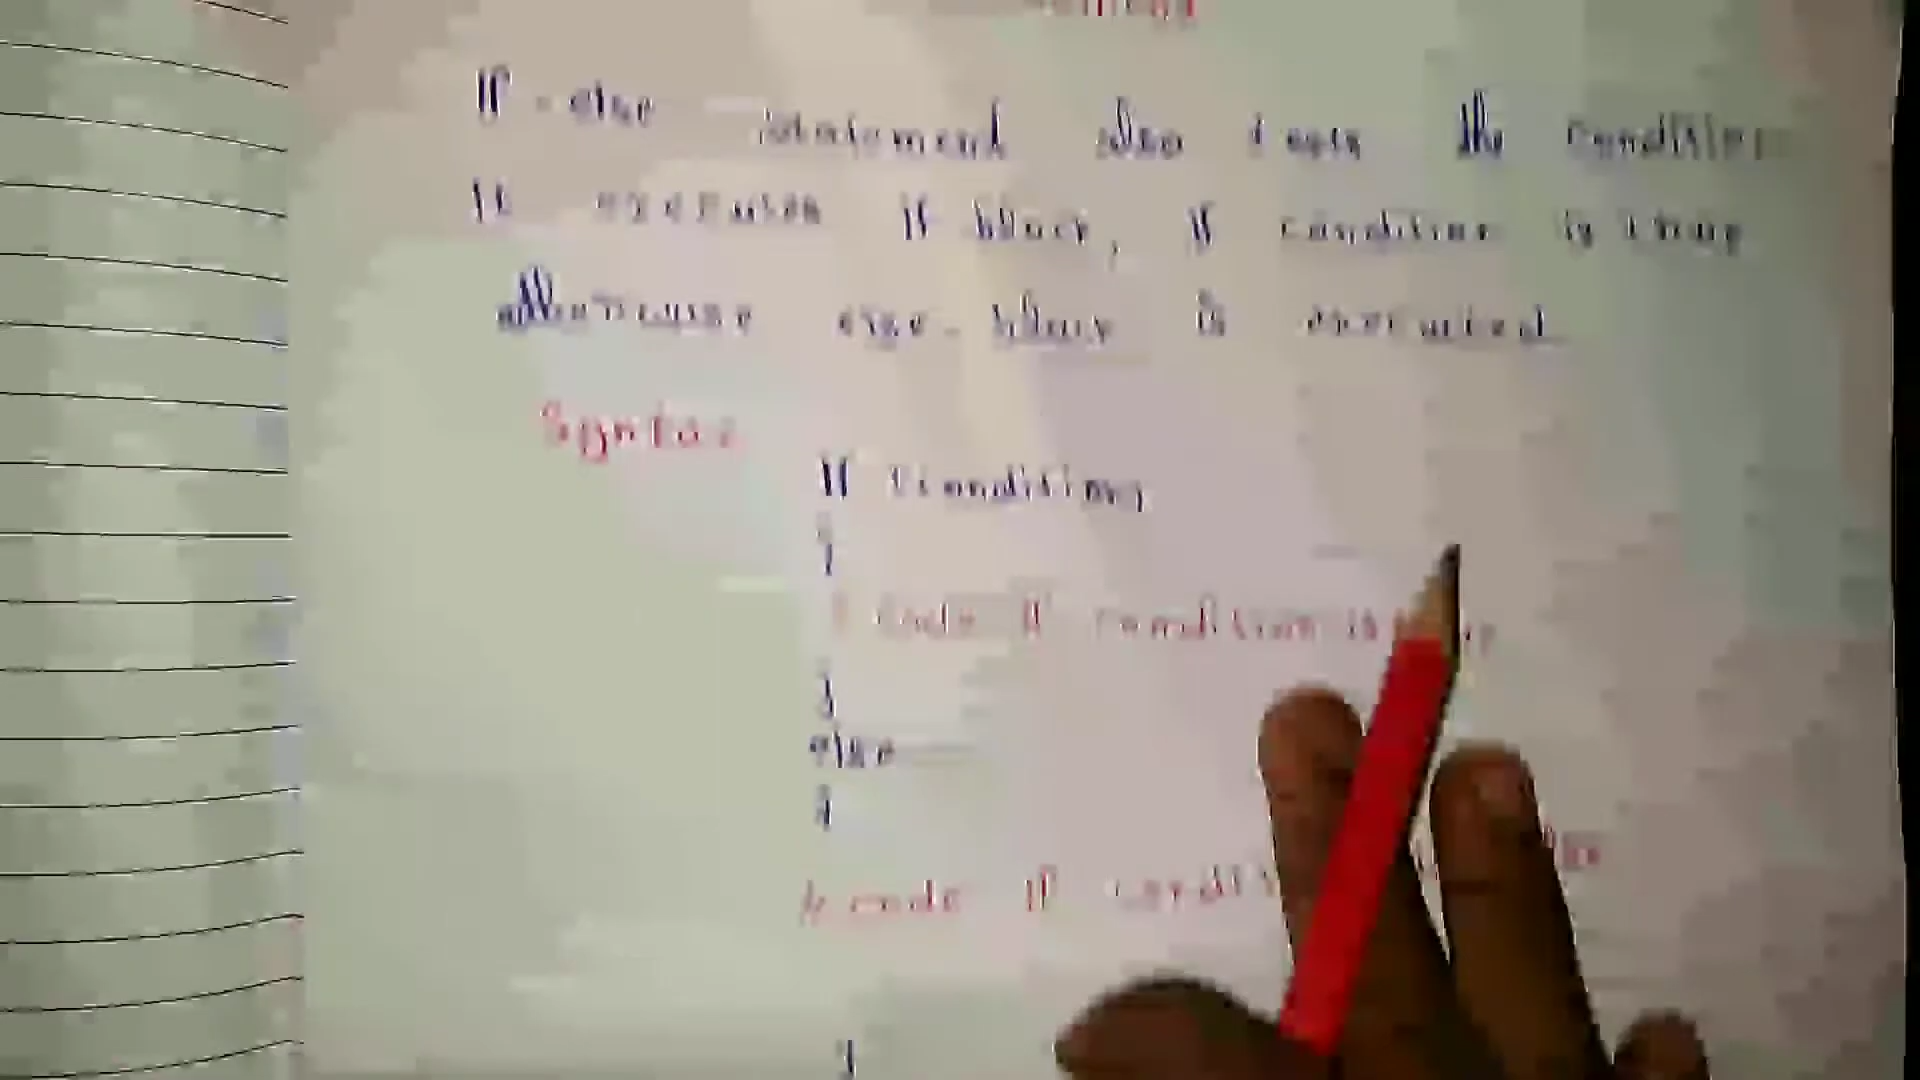 If - else statement also tests the condition
It executes if block, if condition is true
otherwise else - block is executed
Syntax
If (condition)
{
code if condition is
}
else
{
// code if
}